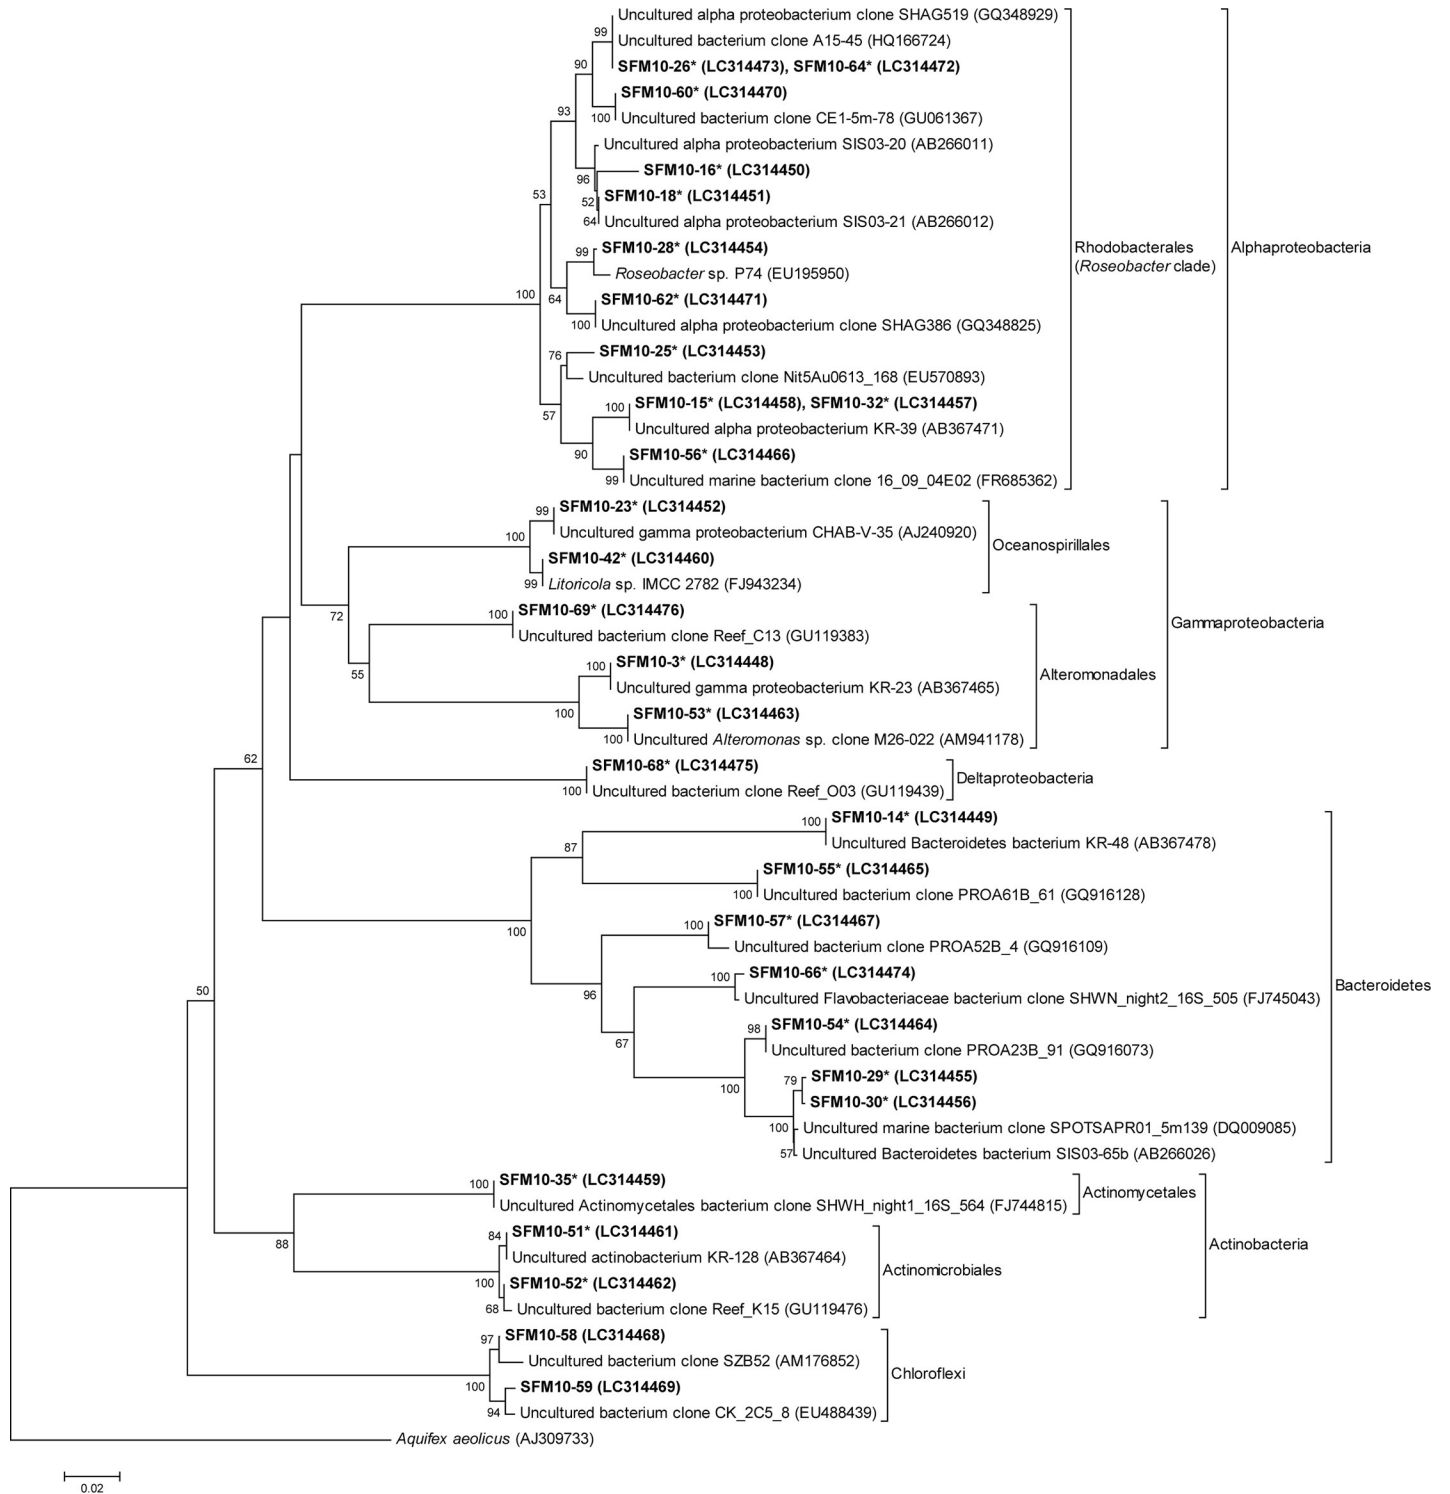 Uncultured alpha proteobacterium clone SHAG519 (GQ348929)
99
Uncultured bacterium clone A15-45 (HQ166724)
90
SFM10-26* (LC314473), SFM10-64* (LC314472)
SFM10-60* (LC314470)
93
100
Uncultured bacterium clone CE1-5m-78 (GU061367)
Uncultured alpha proteobacterium SIS03-20 (AB266011)
SFM10-16* (LC314450)
96
53
SFM10-18* (LC314451)
52
64
Uncultured alpha proteobacterium SIS03-21 (AB266012)
SFM10-28* (LC314454)
99
Rhodobacterales
(Roseobacter clade)
Alphaproteobacteria
Roseobacter sp. P74 (EU195950)
100
64
SFM10-62* (LC314471)
100
Uncultured alpha proteobacterium clone SHAG386 (GQ348825)
SFM10-25* (LC314453)
76
Uncultured bacterium clone Nit5Au0613_168 (EU570893)
SFM10-15* (LC314458), SFM10-32* (LC314457)
100
57
Uncultured alpha proteobacterium KR-39 (AB367471)
SFM10-56* (LC314466)
90
99
Uncultured marine bacterium clone 16_09_04E02 (FR685362)
SFM10-23* (LC314452)
99
Uncultured gamma proteobacterium CHAB-V-35 (AJ240920)
100
Oceanospirillales
SFM10-42* (LC314460)
99
Litoricola sp. IMCC 2782 (FJ943234)
72
SFM10-69* (LC314476)
100
Uncultured bacterium clone Reef_C13 (GU119383)
Gammaproteobacteria
SFM10-3* (LC314448)
100
55
Alteromonadales
Uncultured gamma proteobacterium KR-23 (AB367465)
100
SFM10-53* (LC314463)
100
Uncultured Alteromonas sp. clone M26-022 (AM941178)
62
SFM10-68* (LC314475)
Deltaproteobacteria
100
Uncultured bacterium clone Reef_O03 (GU119439)
SFM10-14* (LC314449)
100
Uncultured Bacteroidetes bacterium KR-48 (AB367478)
87
SFM10-55* (LC314465)
100
Uncultured bacterium clone PROA61B_61 (GQ916128)
SFM10-57* (LC314467)
100
100
Uncultured bacterium clone PROA52B_4 (GQ916109)
SFM10-66* (LC314474)
100
Bacteroidetes
50
96
Uncultured Flavobacteriaceae bacterium clone SHWN_night2_16S_505 (FJ745043)
SFM10-54* (LC314464)
98
67
Uncultured bacterium clone PROA23B_91 (GQ916073)
SFM10-29* (LC314455)
79
100
SFM10-30* (LC314456)
100
Uncultured marine bacterium clone SPOTSAPR01_5m139 (DQ009085)
57
Uncultured Bacteroidetes bacterium SIS03-65b (AB266026)
SFM10-35* (LC314459)
100
Actinomycetales
Uncultured Actinomycetales bacterium clone SHWH_night1_16S_564 (FJ744815)
SFM10-51* (LC314461)
84
88
Actinobacteria
Uncultured actinobacterium KR-128 (AB367464)
Actinomicrobiales
100
SFM10-52* (LC314462)
68
Uncultured bacterium clone Reef_K15 (GU119476)
SFM10-58 (LC314468)
97
Uncultured bacterium clone SZB52 (AM176852)
Chloroflexi
100
SFM10-59 (LC314469)
94
Uncultured bacterium clone CK_2C5_8 (EU488439)
Aquifex aeolicus (AJ309733)
0.02